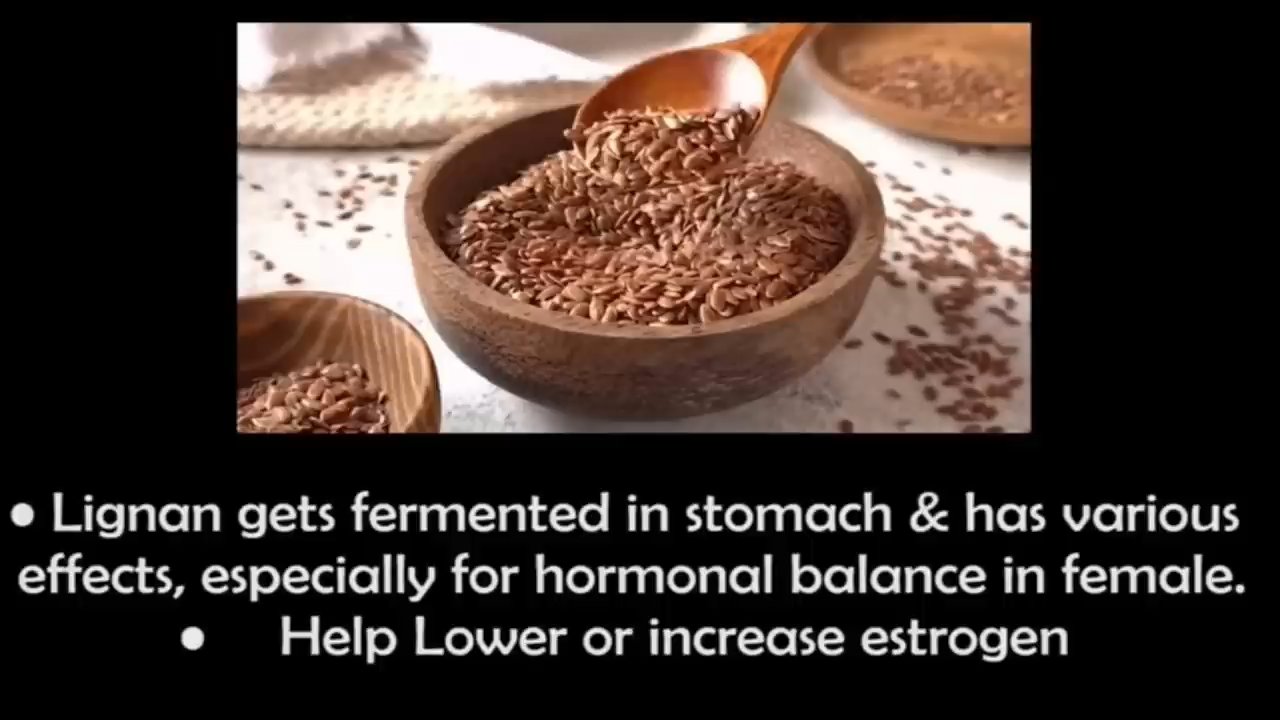 • Lignan gets fermented in stomach & has various
effects, especially for hormonal balance in female.
• Help Lower or increase estrogen